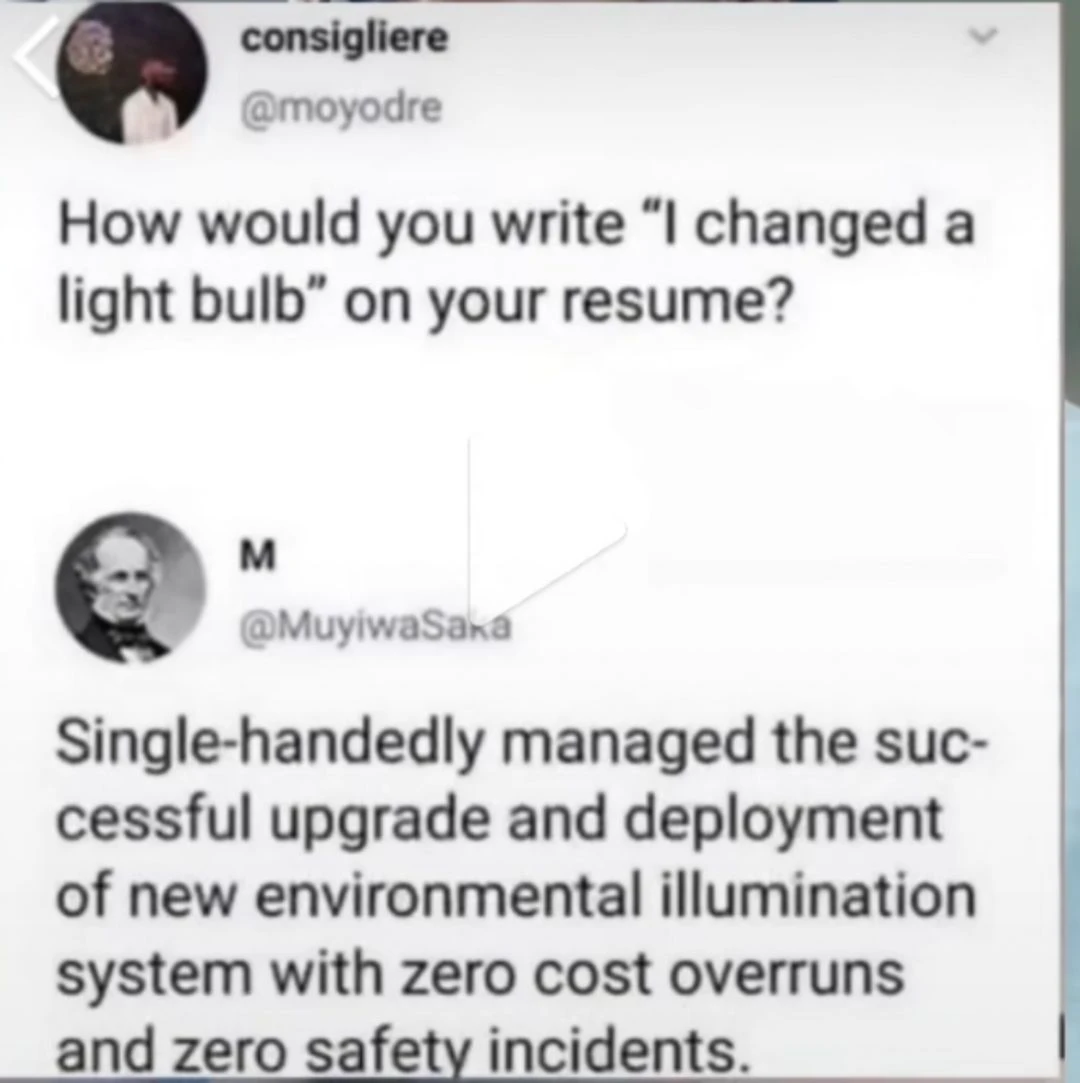 consigliere
@moyodre
How would you write “I changed a
light bulb” on your resume?
M
@MuyiwaSaka
Single-handedly managed the suc-
cessful upgrade and deployment
of new environmental illumination
system with zero cost overruns
and zero safety incidents.